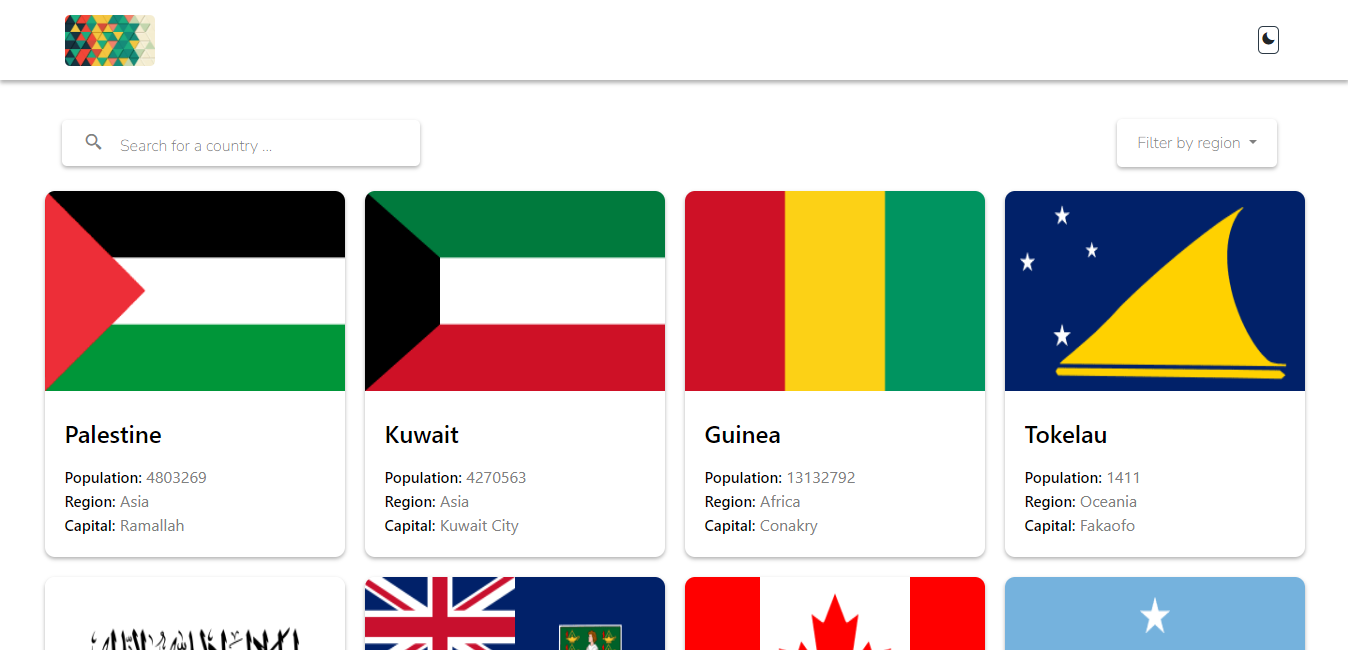 Search for a country ...
Filter by region
Palestine
Population: 4803269
Region: Asia
Capital: Ramallah
Kuwait
Population: 4270563
Region: Asia
Capital: Kuwait City
Guinea
Population: 13132792
Region: Africa
Capital: Conakry
Tokelau
Population: 1411
Region: Oceania
Capital: Fakaofo